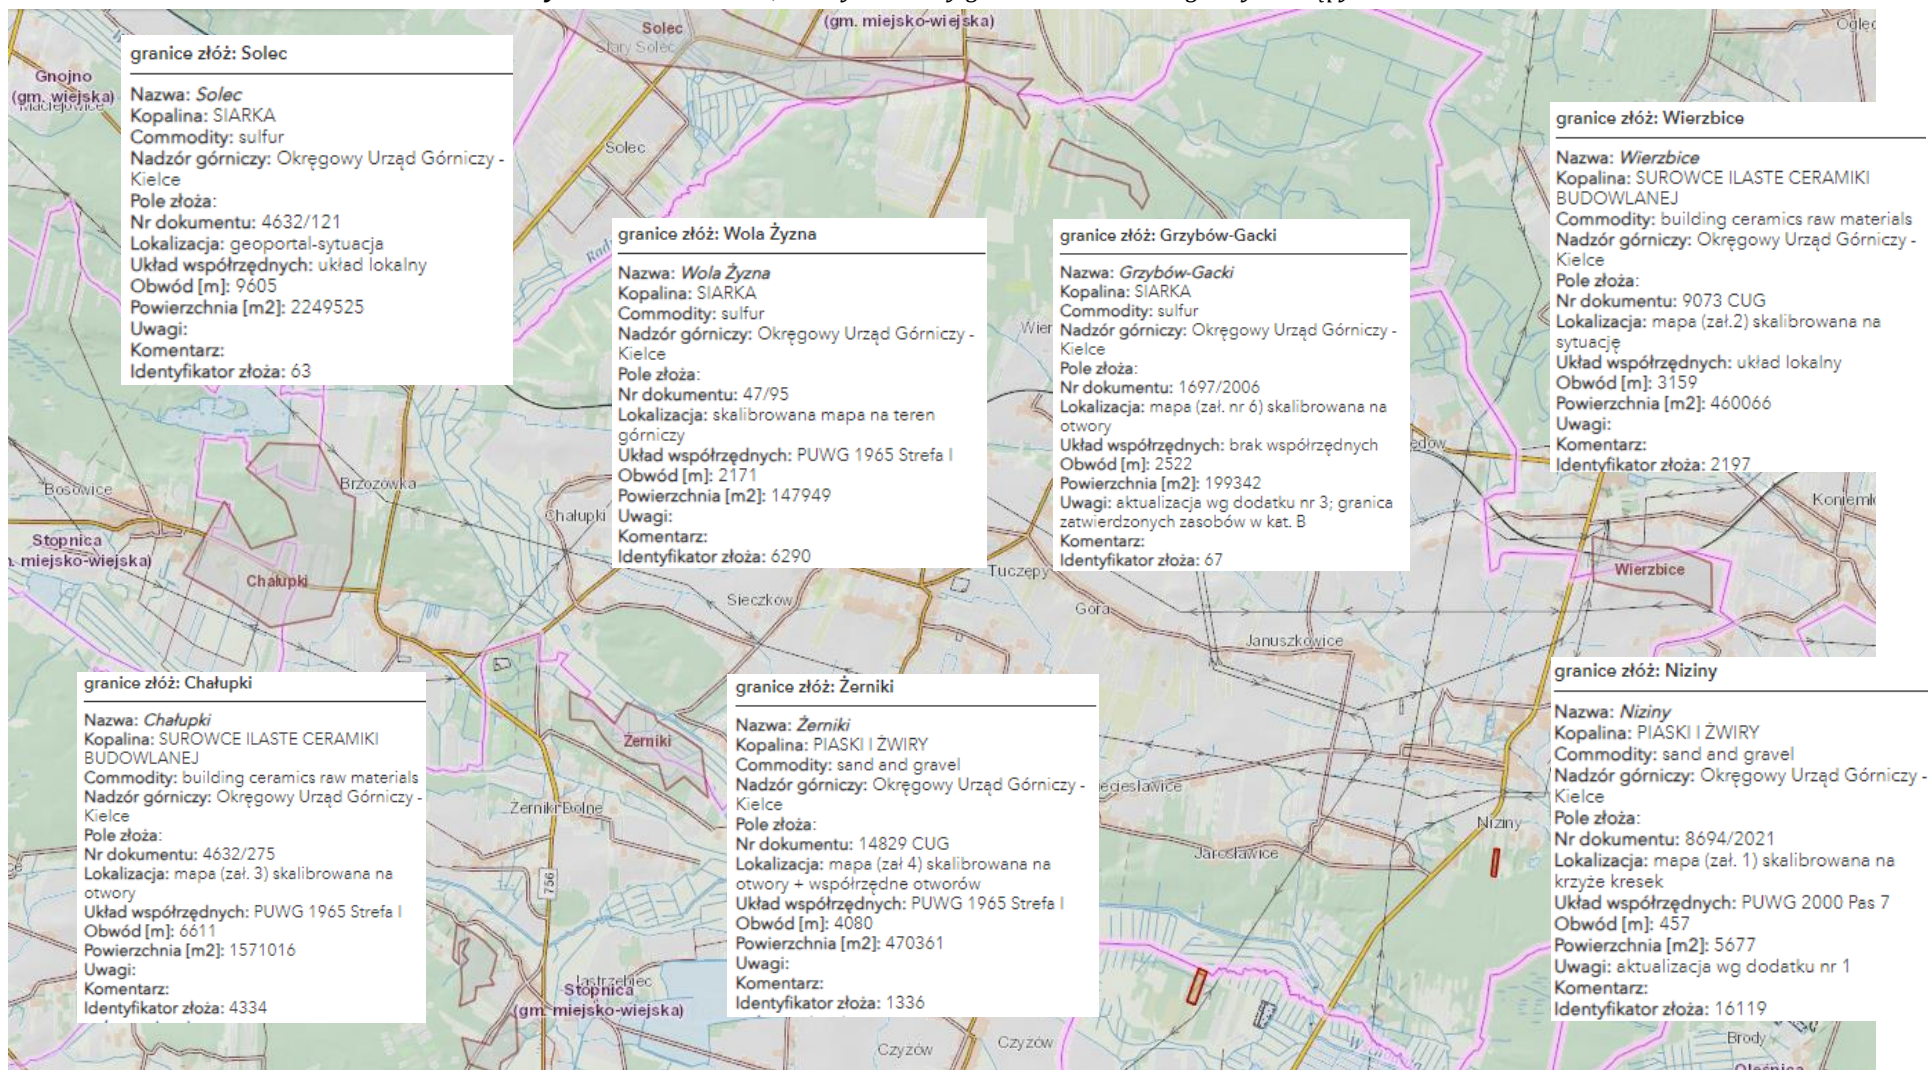 (gm. miejsko-wiejska)
Solec
Stary Solec
Gnojno
(gm. wiejska)
Solec
granice złóż: Solec
Nazwa: Solec
Kopalina: SIARKA
Commodity: sulfur
Nadzór górniczy: Okręgowy Urząd Górniczy -
Kielce
Pole złoża:
Nr dokumentu: 4632/121
Lokalizacja: geoportal-sytuacja
Układ współrzędnych: układ lokalny
Obwód [m]: 9605
Powierzchnia [m2]: 2249525
Uwagi:
Komentarz:
Identyfikator złoża: 63
granice złóż: Wola Żyzna
Nazwa: Wola Żyzna
Kopalina: SIARKA
Commodity: sulfur
Nadzór górniczy: Okręgowy Urząd Górniczy -
Kielce
Pole złoża:
Nr dokumentu: 47/95
Lokalizacja: skalibrowana mapa na teren
górniczy
Układ współrzędnych: PUWG 1965 Strefa I
Obwód [m]: 2171
Powierzchnia [m2]: 147949
Uwagi:
Komentarz:
Identyfikator złoża: 6290
granice złóż: Grzybów-Gacki
Nazwa: Grzybów-Gacki
Kopalina: SIARKA
Commodity: sulfur
Nadzór górniczy: Okręgowy Urząd Górniczy -
Kielce
Pole złoża:
Nr dokumentu: 1697/2006
Lokalizacja: mapa (zał. nr 6) skalibrowana na
otwory
Układ współrzędnych: brak współrzędnych
Obwód [m]: 2522
Powierzchnia [m2]: 199342
Uwagi: aktualizacja wg dodatku nr 3; granica
zatwierdzonych zasobów w kat. B
Komentarz:
Identyfikator złoża: 67
granice złóż: Wierzbice
Nazwa: Wierzbice
Kopalina: SUROWCE ILASTE CERAMIKI
BUDOWLANEJ
Commodity: building ceramics raw materials
Nadzór górniczy: Okręgowy Urząd Górniczy -
Kielce
Pole złoża:
Nr dokumentu: 9073 CUG
Lokalizacja: mapa (zał.2) skalibrowana na
sytuację
Układ współrzędnych: układ lokalny
Obwód [m]: 3159
Powierzchnia [m2]: 460066
Uwagi:
Komentarz:
Identyfikator złoża: 2197
Wier
Bosowice
Brzozówka
Chałupki
Stopnica
Chałupki
Sieczków
Tuczępy
Góra
Januszkowice
Wierzbice
granice złóż: Chałupki
Nazwa: Chałupki
Kopalina: SUROWCE ILASTE CERAMIKI
BUDOWLANEJ
Commodity: building ceramics raw materials
Nadzór górniczy: Okręgowy Urząd Górniczy -
Kielce
Pole złoża:
Nr dokumentu: 4632/275
Lokalizacja: mapa (zał. 3) skalibrowana na
otwory
Układ współrzędnych: PUWG 1965 Strefa I
Obwód [m]: 6611
Powierzchnia [m2]: 1571016
Uwagi:
Komentarz:
Identyfikator złoża: 4334
Żerniki
Żerniki Dolne
756
Jastrzębiec
Stopnica
(gm. miejsko-wiejska)
granice złóż: Żerniki
Nazwa: Żerniki
Kopalina: PIASKI I ŻWIRY
Commodity: sand and gravel
Nadzór górniczy: Okręgowy Urząd Górniczy -
Kielce
Pole złoża:
Nr dokumentu: 14829 CUG
Lokalizacja: mapa (zał 4) skalibrowana na
otwory + współrzędne otworów
Układ współrzędnych: PUWG 1965 Strefa I
Obwód [m]: 4080
Powierzchnia [m2]: 470361
Uwagi:
Komentarz:
Identyfikator złoża: 1336
Niziny
Jarosławice
Czyżów
Czyżów
granice złóż: Niziny
Nazwa: Niziny
Kopalina: PIASKI I ŻWIRY
Commodity: sand and gravel
Nadzór górniczy: Okręgowy Urząd Górniczy -
Kielce
Pole złoża:
Nr dokumentu: 8694/2021
Lokalizacja: mapa (zał. 1) skalibrowana na
krzyże kresek
Układ współrzędnych: PUWG 2000 Pas 7
Obwód [m]: 457
Powierzchnia [m2]: 5677
Uwagi: aktualizacja wg dodatku nr 1
Komentarz:
Identyfikator złoża: 16119
Brody